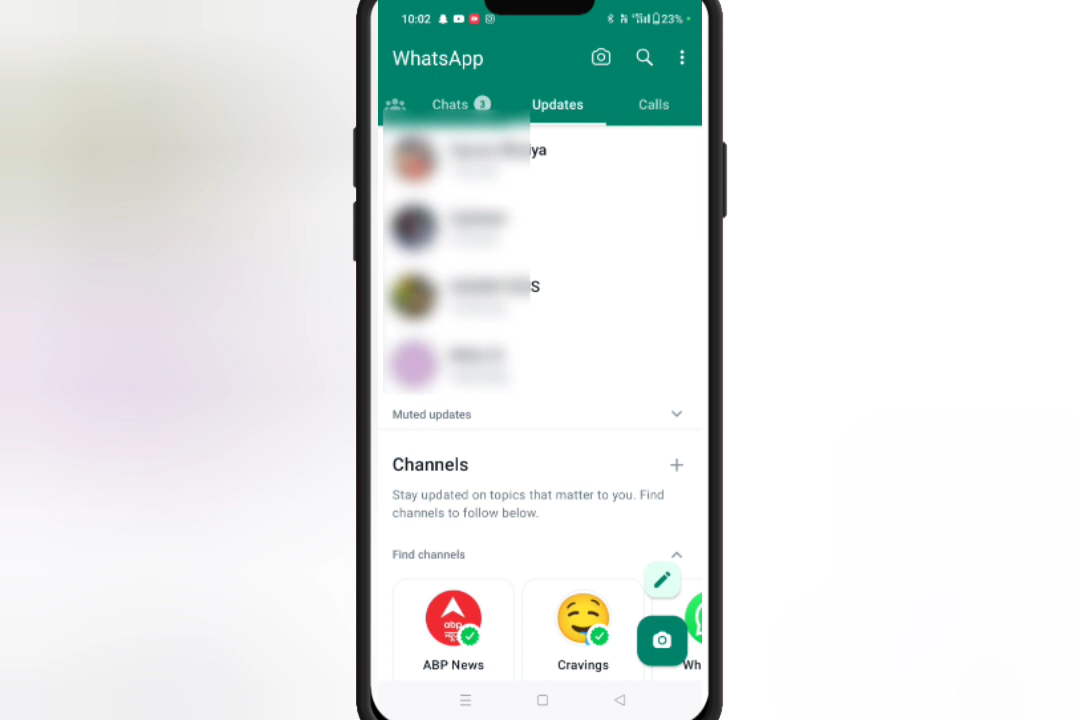 10:02 23%
WhatsApp
Chats 3 Updates Calls
Muted updates
Channels
Stay updated on topics that matter to you. Find
channels to follow below.
Find channels
abp
न्यूज़
ABP News Cravings Wh